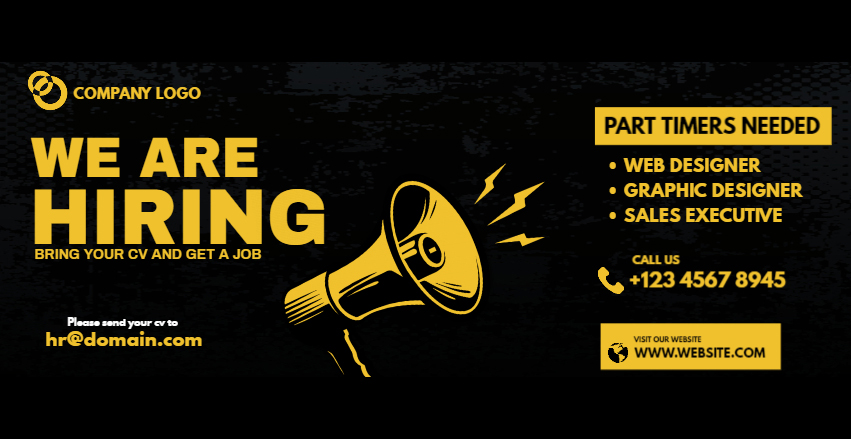 COMPANY LOGO
WE ARE
HIRING
BRING YOUR CV AND GET A JOB
Please send your cv to
hr@domain.com
PART TIMERS NEEDED
• WEB DESIGNER
• GRAPHIC DESIGNER
• SALES EXECUTIVE
CALL US
+123 4567 8945
VISIT OUR WEBSITE
WWW.WEBSITE.COM